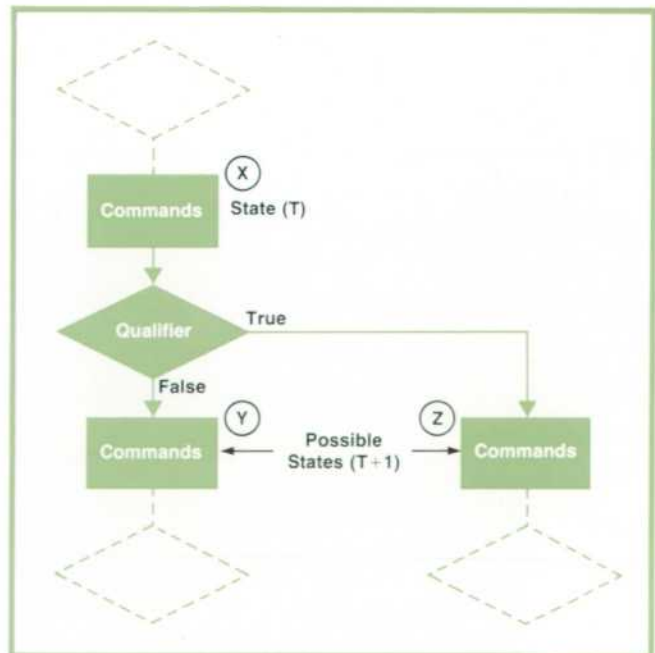 X
Commands
State (T)
Qualifier
True
False
Y
Z
Commands
Possible
States (T+1)
Commands